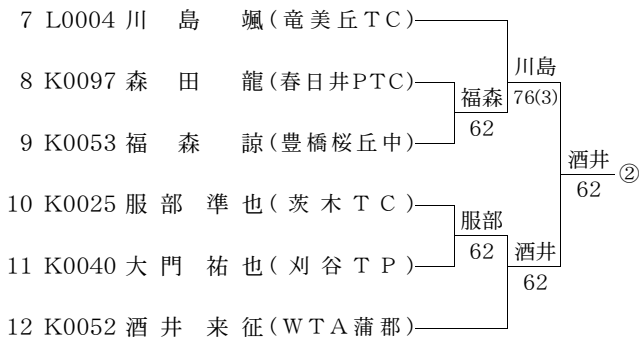 7 L0004 川島 颯(竜美丘TC)
川島
8 K0097 森田 龍(春日井PTC)
福森
76(3)
62
9 K0053 福森 諒(豊橋桜丘中)
酒井
②
62
10 K0025 服部 準也(茨木TC)
服部
62
酒井
11 K0040 大門 祐也(刈谷TP)
62
12 K0052 酒井 来征(WTA蒲郡)